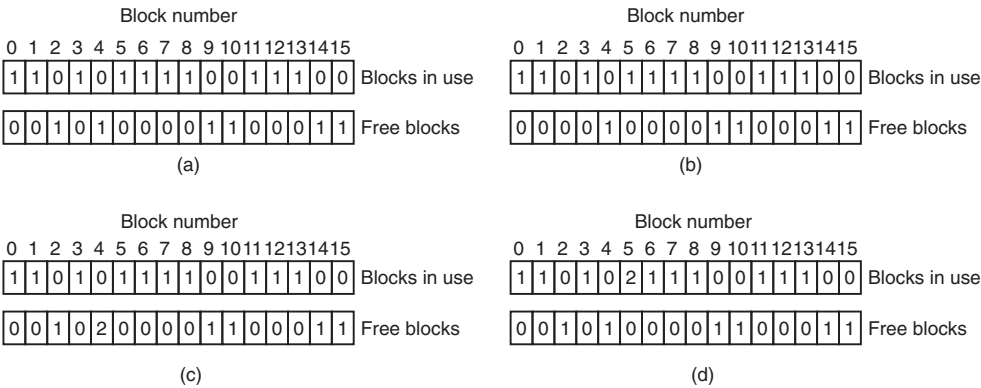 Block number
0 1 2 3 4 5 6 7 8 9 10 11 12 13 14 15
1 1 0 1 0 1 1 1 1 0 0 1 1 1 0 0 Blocks in use
0 0 1 0 1 0 0 0 0 1 1 0 0 0 1 1 Free blocks
(a)
Block number
0 1 2 3 4 5 6 7 8 9 10 11 12 13 14 15
1 1 0 1 0 1 1 1 1 0 0 1 1 1 0 0 Blocks in use
0 0 0 0 1 0 0 0 0 1 1 0 0 0 1 1 Free blocks
(b)
Block number
0 1 2 3 4 5 6 7 8 9 10 11 12 13 14 15
1 1 0 1 0 1 1 1 1 0 0 1 1 1 0 0 Blocks in use
0 0 1 0 2 0 0 0 0 1 1 0 0 0 1 1 Free blocks
(c)
Block number
0 1 2 3 4 5 6 7 8 9 10 11 12 13 14 15
1 1 0 1 0 2 1 1 1 0 0 1 1 1 0 0 Blocks in use
0 0 1 0 1 0 0 0 0 1 1 0 0 0 1 1 Free blocks
(d)